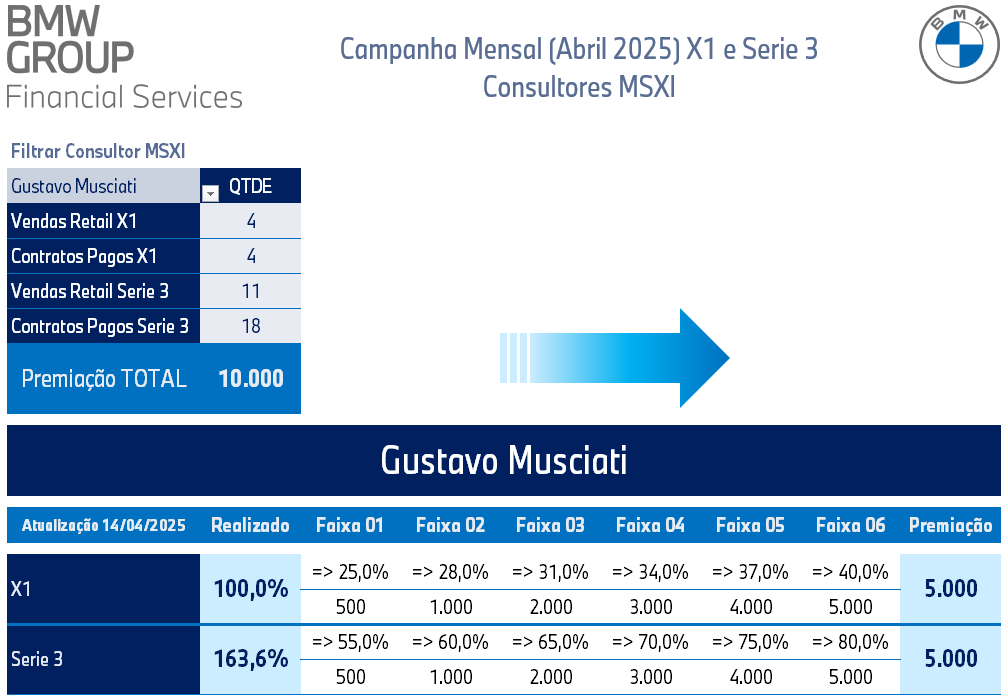 BMW
GROUP
Financial Services
Campanha Mensal (Abril 2025) X1 e Serie 3
Consultores MSXI
BMW
Filtrar Consultor MSXI
Gustavo Musciati QTDE
Vendas Retail X1 4
Contratos Pagos X1 4
Vendas Retail Serie 3 11
Contratos Pagos Serie 3 18
Premiação TOTAL 10.000
Gustavo Musciati
Atualização 14/04/2025 Realizado Faixa 01 Faixa 02 Faixa 03 Faixa 04 Faixa 05 Faixa 06 Premiação
=> 25,0% => 28,0% => 31,0% => 34,0% => 37,0% => 40,0%
X1 100,0% 5.000
500 1.000 2.000 3.000 4.000 5.000
=> 55,0% => 60,0% => 65,0% => 70,0% => 75,0% => 80,0%
Serie 3 163,6% 5.000
500 1.000 2.000 3.000 4.000 5.000